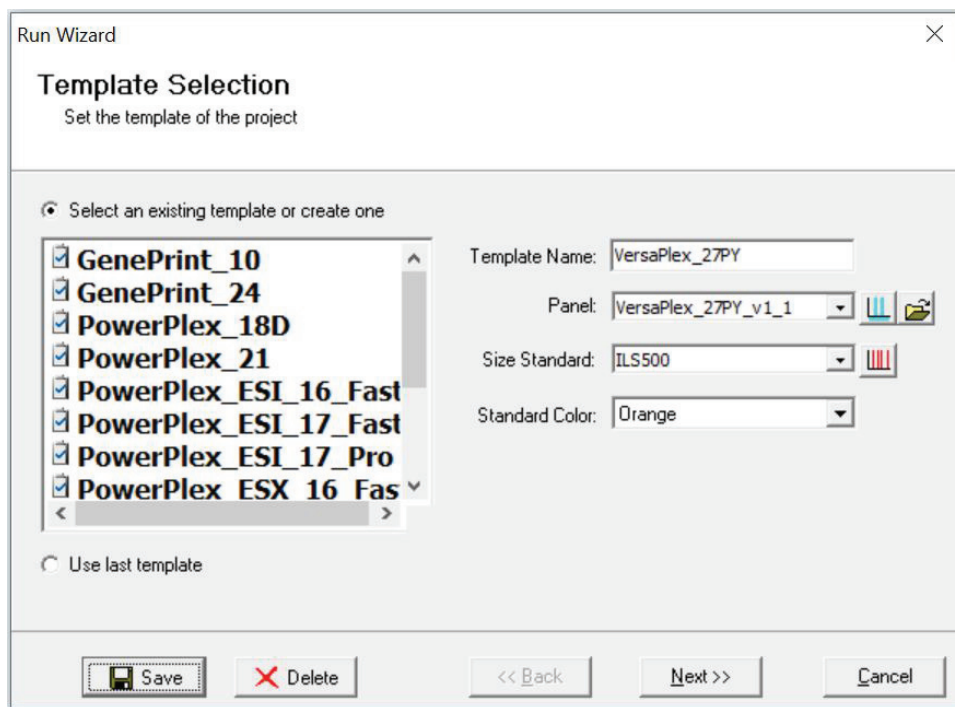 Run Wizard
Template Selection
Set the template of the project
Select an existing template or create one
GenePrint_10
GenePrint_24
PowerPlex_18D
PowerPlex_21
PowerPlex_ESI_16_Fast
PowerPlex_ESI_17_Fast
PowerPlex_ESI_17_Pro
PowerPlex_ESX_16_Fas
Template Name: VersaPlex_27PY
Panel: VersaPlex_27PY_v1_1
Size Standard: ILS500
Standard Color: Orange
Use last template
Save Delete << Back Next >> Cancel